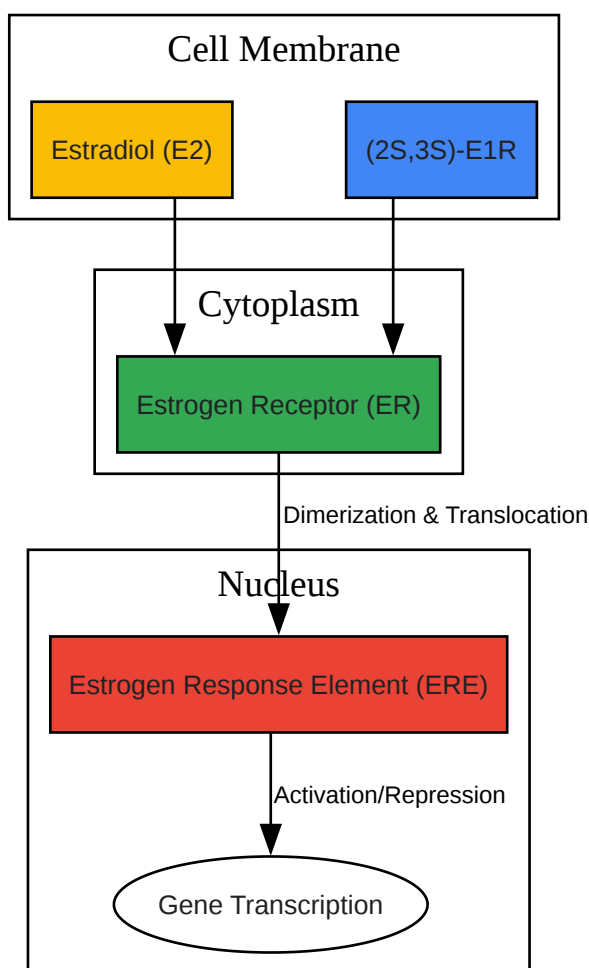 Cell Membrane
Estradiol (E2)
(2S,3S)-E1R
Cytoplasm
Estrogen Receptor (ER)
Dimerization & Translocation
Nucleus
Estrogen Response Element (ERE)
Activation/Repression
Gene Transcription